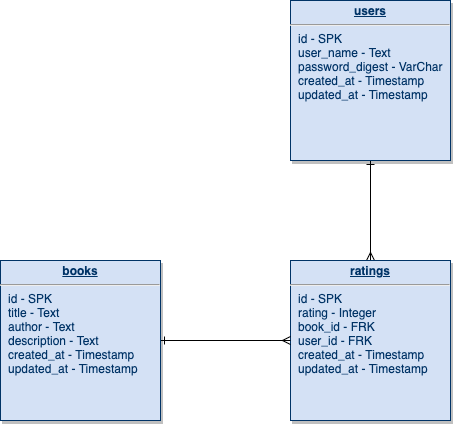 users
id - SPK
user_name - Text
password_digest - VarChar
created_at - Timestamp
updated_at - Timestamp
books
id - SPK
title - Text
author - Text
description - Text
created_at - Timestamp
updated_at - Timestamp
ratings
id - SPK
rating - Integer
book_id - FRK
user_id - FRK
created_at - Timestamp
updated_at - Timestamp